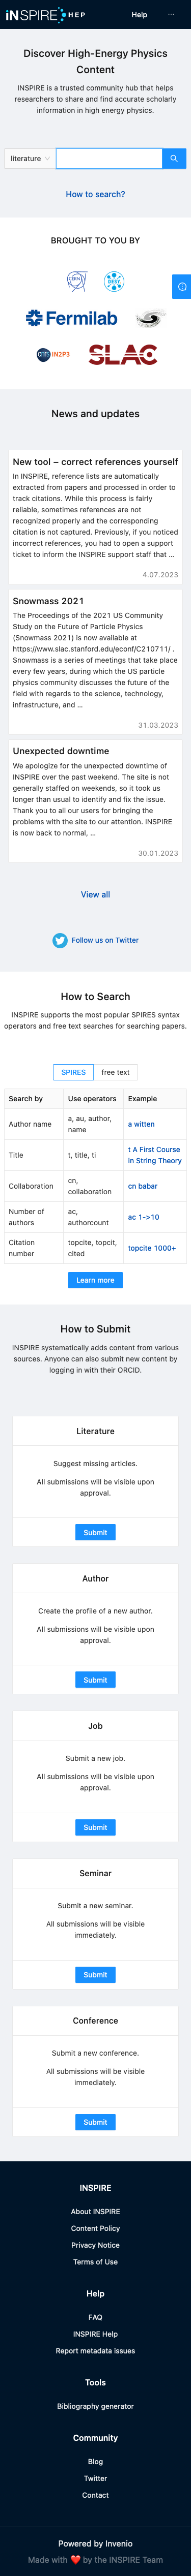 iNSPIRE HEP
Help
...
Discover High-Energy Physics
Content
INSPIRE is a trusted community hub that helps
researchers to share and find accurate scholarly
information in high energy physics.
literature
How to search?
BROUGHT TO YOU BY
CERN
DESY
Fermilab
IN2P3
SLAC
News and updates
New tool – correct references yourself
In INSPIRE, reference lists are automatically
extracted from papers and processed in order to
track citations. While this process is fairly
reliable, sometimes references are not
recognized properly and the corresponding
citation is not captured. Previously, if you noticed
incorrect references, you had to open a support
ticket to inform the INSPIRE support staff that ...
4.07.2023
Snowmass 2021
The Proceedings of the 2021 US Community
Study on the Future of Particle Physics
(Snowmass 2021) is now available at
https://www.slac.stanford.edu/econf/C210711/ .
Snowmass is a series of meetings that take place
every few years, during which the US particle
physics community discusses the future of the
field with regards to the science, technology,
infrastructure, and ...
31.03.2023
Unexpected downtime
We apologize for the unexpected downtime of
INSPIRE over the past weekend. The site is not
generally staffed on weekends, so it took us
longer than usual to identify and fix the issue.
Thank you to all our users for bringing the
problems with the site to our attention. INSPIRE
is now back to normal, ...
30.01.2023
View all
Follow us on Twitter
How to Search
INSPIRE supports the most popular SPIRES syntax
operators and free text searches for searching papers.
SPIRES free text
Search by Use operators Example
Author name a, au, author, name a witten
Title t, title, ti t A First Course in String Theory
Collaboration cn, collaboration cn babar
Number of authors ac, authorcount ac 1->10
Citation number topcite, topcit, cited topcite 1000+
Learn more
How to Submit
INSPIRE systematically adds content from various
sources. Anyone can also submit new content by
logging in with their ORCID.
Literature
Suggest missing articles.
All submissions will be visible upon
approval.
Submit
Author
Create the profile of a new author.
All submissions will be visible upon
approval.
Submit
Job
Submit a new job.
All submissions will be visible upon
approval.
Submit
Seminar
Submit a new seminar.
All submissions will be visible
immediately.
Submit
Conference
Submit a new conference.
All submissions will be visible
immediately.
Submit
INSPIRE
About INSPIRE
Content Policy
Privacy Notice
Terms of Use
Help
FAQ
INSPIRE Help
Report metadata issues
Tools
Bibliography generator
Community
Blog
Twitter
Contact
Powered by Invenio
Made with ❤️ by the INSPIRE Team